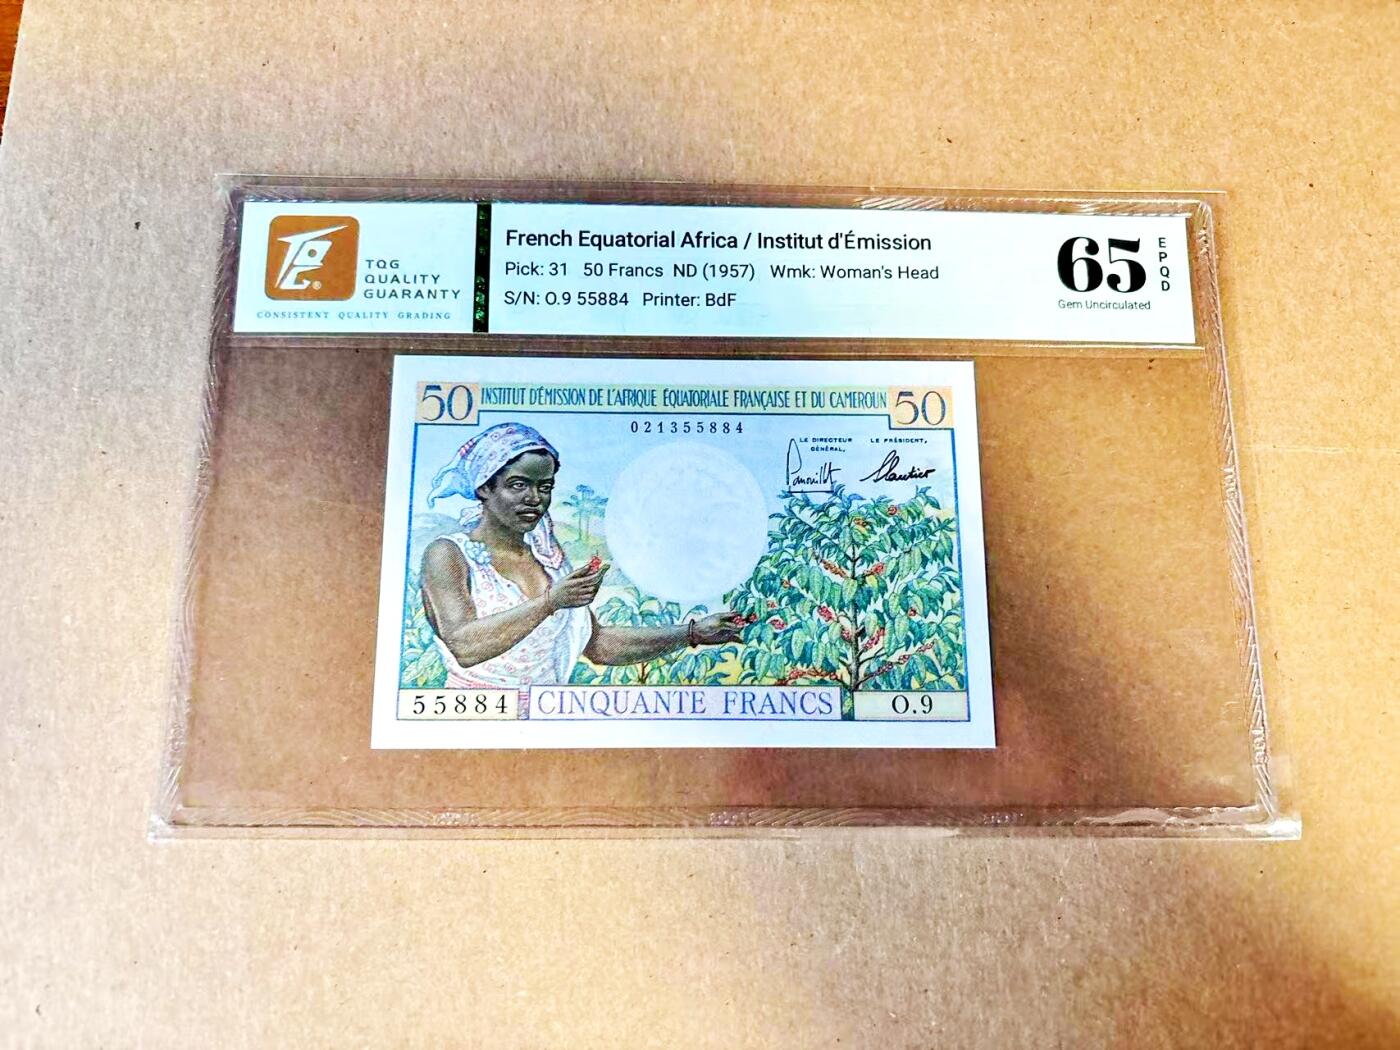 TQG
QUALITY
GUARANTY
CONSISTENT QUALITY GRADING
French Equatorial Africa / Institut d'Émission
Pick: 31 50 Francs ND (1957) Wmk: Woman's Head
S/N: O.9 55884 Printer: BdF
65
EPQD
Gem Uncirculated
50 INSTITUT D'ÉMISSION DE L'AFRIQUE ÉQUATORIALE FRANÇAISE ET DU CAMEROUN 50
021355884
LE DIRECTEUR GÉNÉRAL,
LE PRÉSIDENT,
55884 CINQUANTE FRANCS O.9